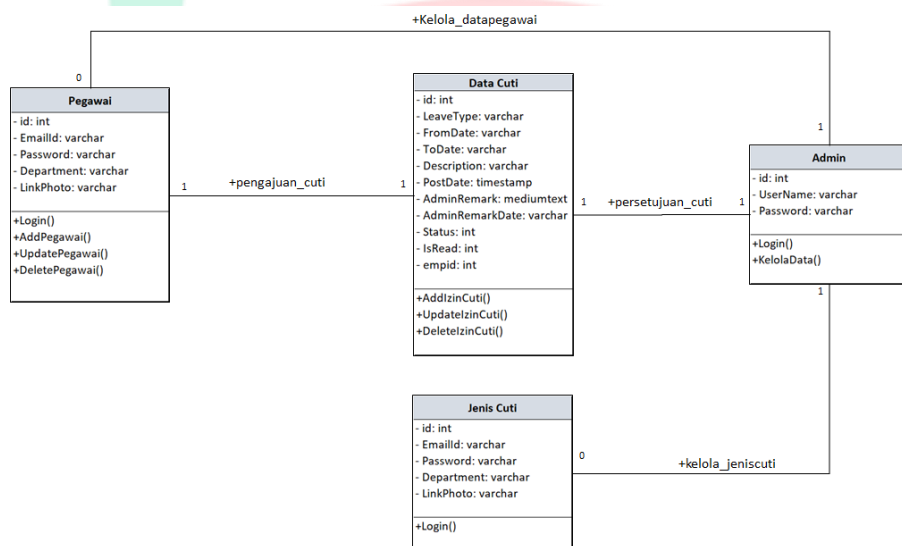 +Kelola_datapegawai
0
1
Pegawai
- id: int
- EmailId: varchar
- Password: varchar
- Department: varchar
- LinkPhoto: varchar
+Login()
+AddPegawai()
+UpdatePegawai()
+DeletePegawai()
1
+pengajuan_cuti
1
Data Cuti
- id: int
- LeaveType: varchar
- FromDate: varchar
- ToDate: varchar
- Description: varchar
- PostDate: timestamp
- AdminRemark: mediumtext
- AdminRemarkDate: varchar
- Status: int
- IsRead: int
- empid: int
+AddIzinCuti()
+UpdateIzinCuti()
+DeleteIzinCuti()
1
+persetujuan_cuti
1
Admin
- id: int
- UserName: varchar
- Password: varchar
+Login()
+KelolaData()
1
Jenis Cuti
- id: int
- EmailId: varchar
- Password: varchar
- Department: varchar
- LinkPhoto: varchar
+Login()
0
+kelola_jeniscuti